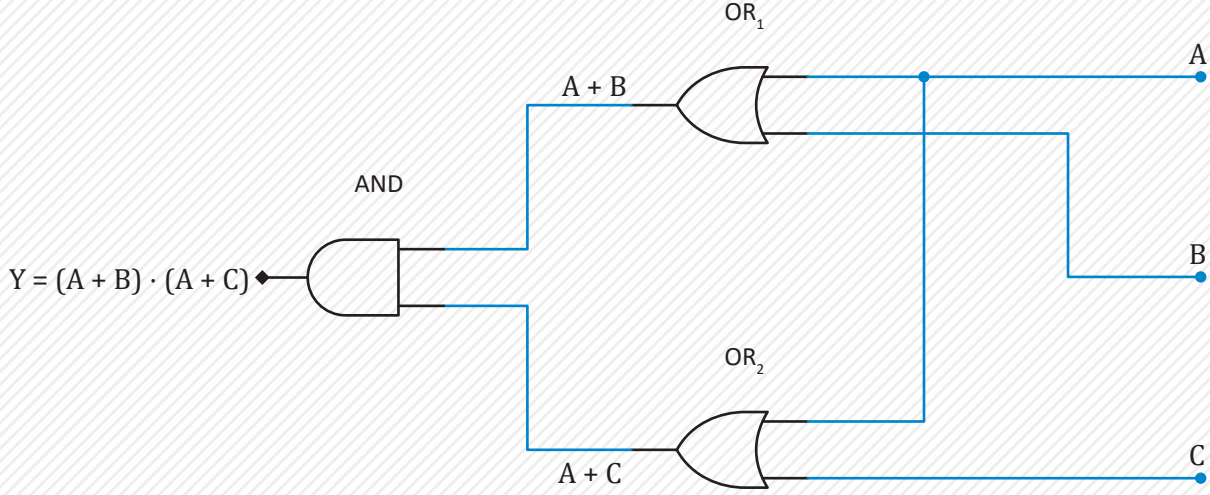 OR₁
A
A + B
AND
B
Y = (A + B) · (A + C)
OR₂
C
A + C